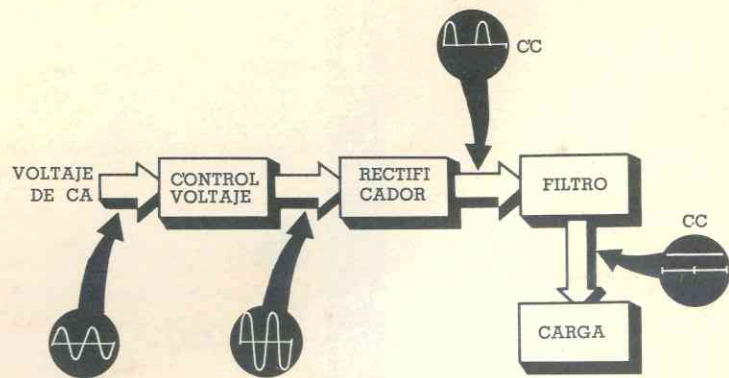 CC
VOLTAJE
DE CA
CONTROL
VOLTAJE
RECTIFI
CADOR
FILTRO
CC
CARGA